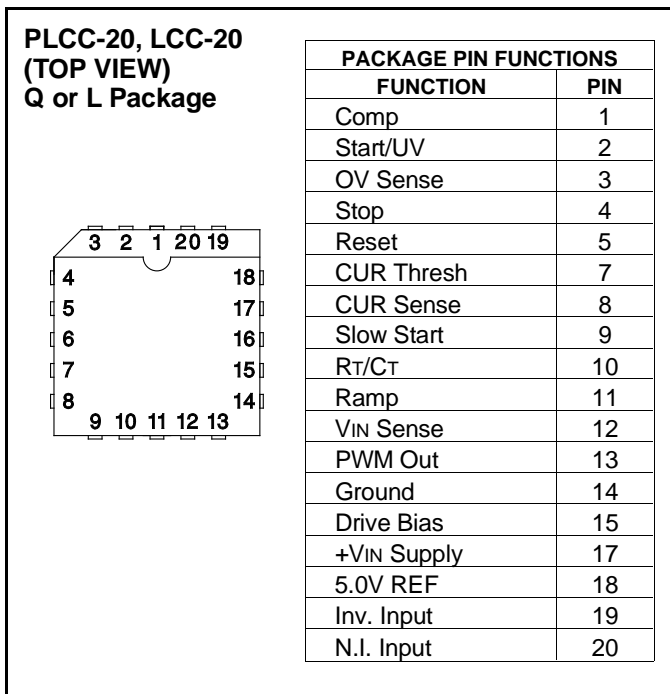 PLCC-20, LCC-20
(TOP VIEW)
Q or L Package
3 2 1 20 19
4 18
5 17
6 16
7 15
8 14
9 10 11 12 13
PACKAGE PIN FUNCTIONS
FUNCTION PIN
Comp 1
Start/UV 2
OV Sense 3
Stop 4
Reset 5
CUR Thresh 7
CUR Sense 8
Slow Start 9
RT/CT 10
Ramp 11
VIN Sense 12
PWM Out 13
Ground 14
Drive Bias 15
+VIN Supply 17
5.0V REF 18
Inv. Input 19
N.I. Input 20